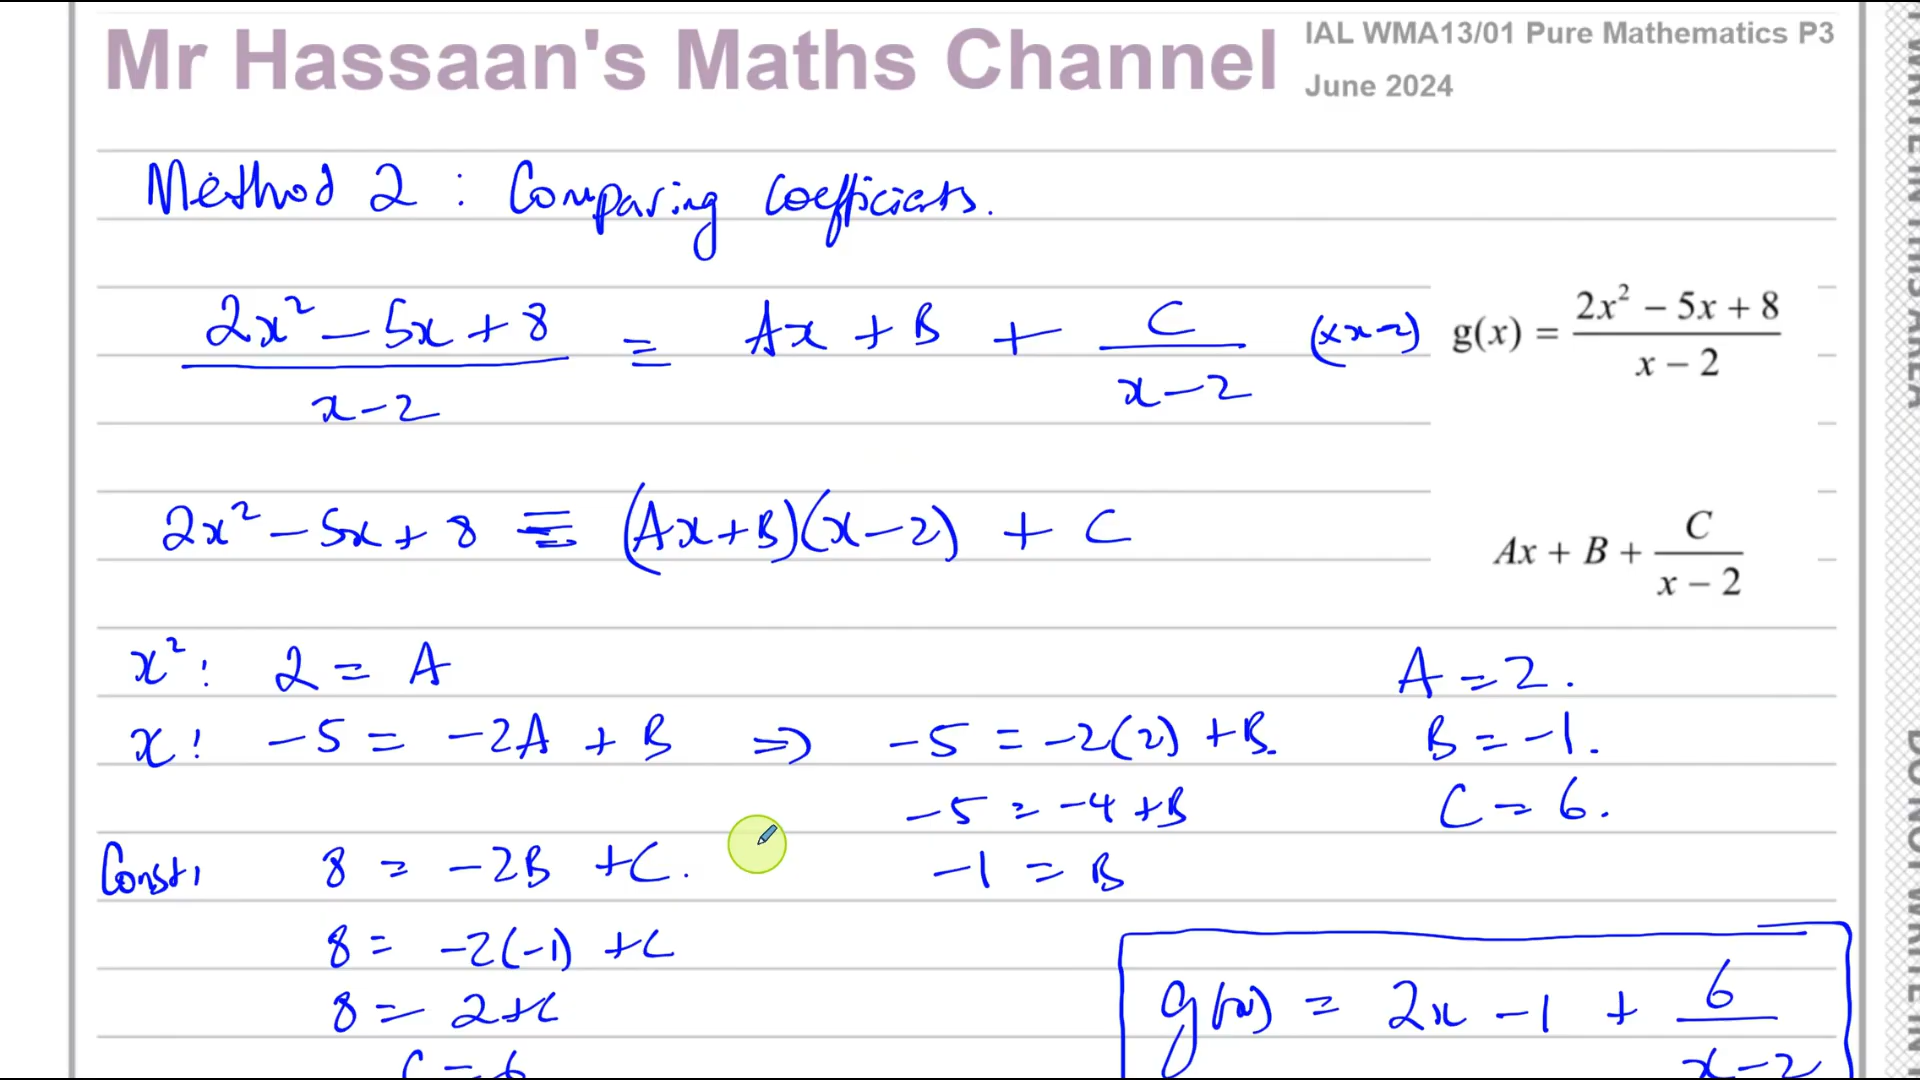 Mr Hassaan's Maths Channel
IAL WMA13/01 Pure Mathematics P3
June 2024
Method 2 : Comparing Coefficients.
(2x² - 5x + 8)/(x - 2) ≡ Ax + B + C/(x - 2) (×x-2)
g(x) = (2x² − 5x + 8)/(x − 2)
2x² - 5x + 8 ≡ (Ax+B)(x-2) + C
Ax + B + C/(x − 2)
x²: 2 = A
A = 2.
x: -5 = -2A + B ⇒ -5 = -2(2) + B.
B = -1.
-5 = -4 + B
C = 6.
Const: 8 = -2B + C.
-1 = B
8 = -2(-1) + C
8 = 2 + C
C = 6
g(x) = 2x - 1 + 6/(x-2)